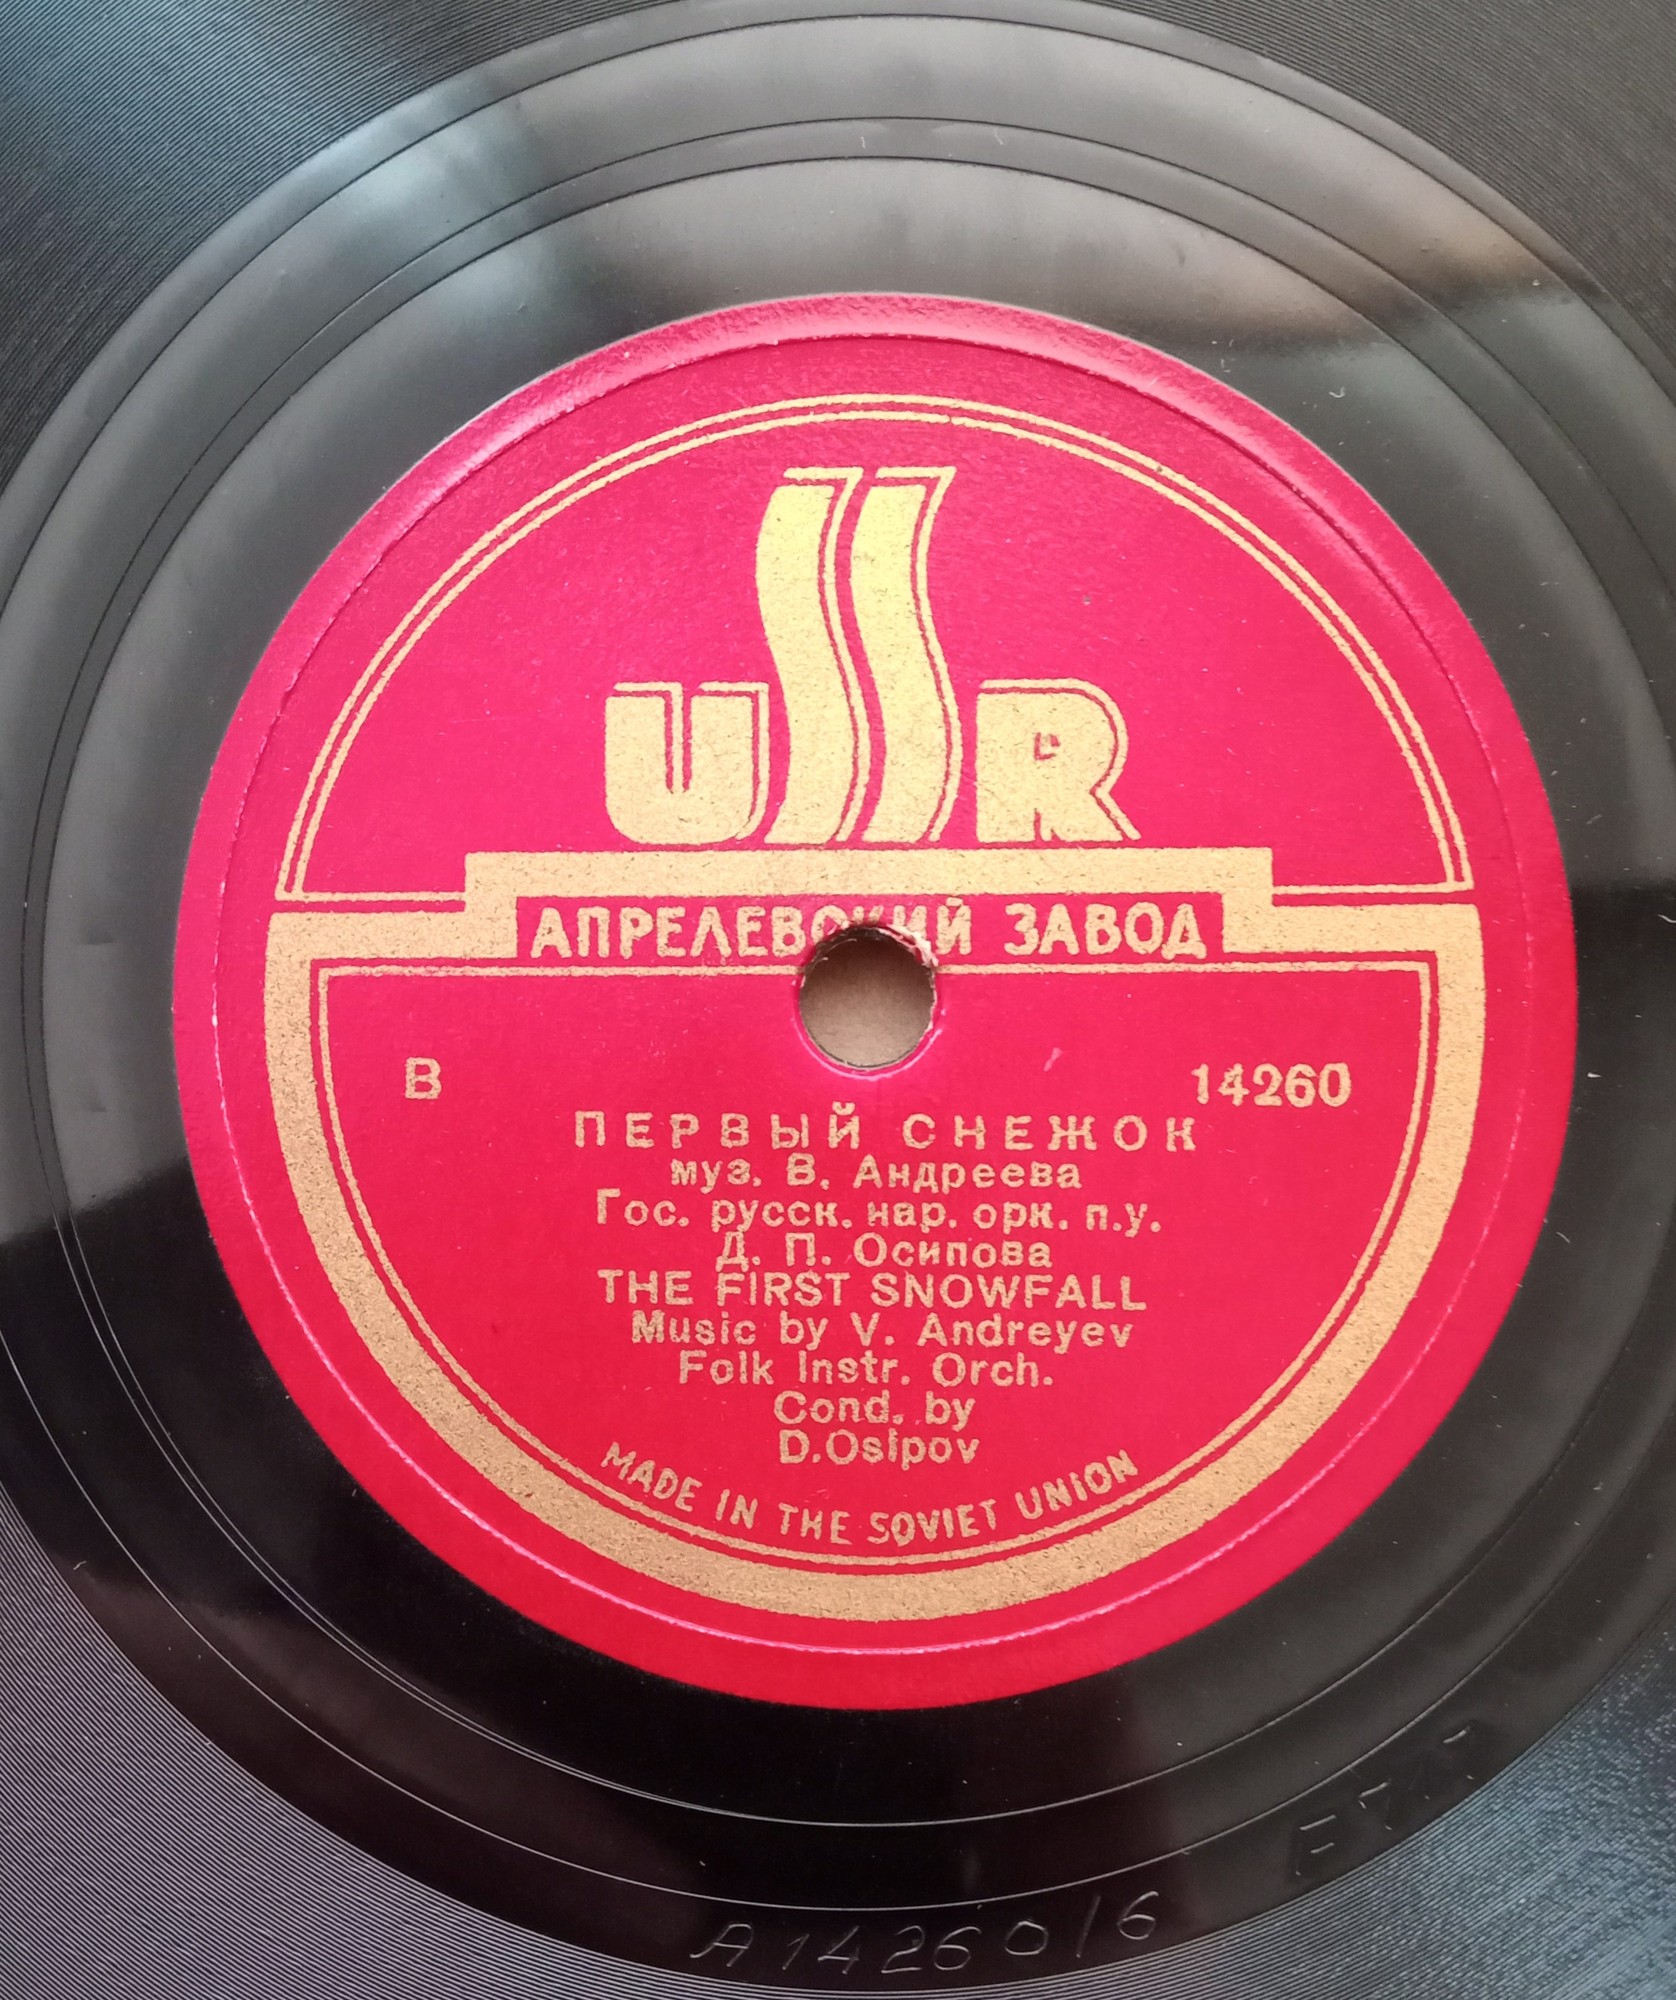 USSR
АПРЕЛЕВСКИЙ ЗАВОД
В 14260
ПЕРВЫЙ СНЕЖОК
муз. В. Андреева
Гос. русск. нар. орк. п.у.
Д. П. Осипова
THE FIRST SNOWFALL
Music by V. Andreyev
Folk Instr. Orch.
Cond. by
D.Osipov
MADE IN THE SOVIET UNION
A14260/6